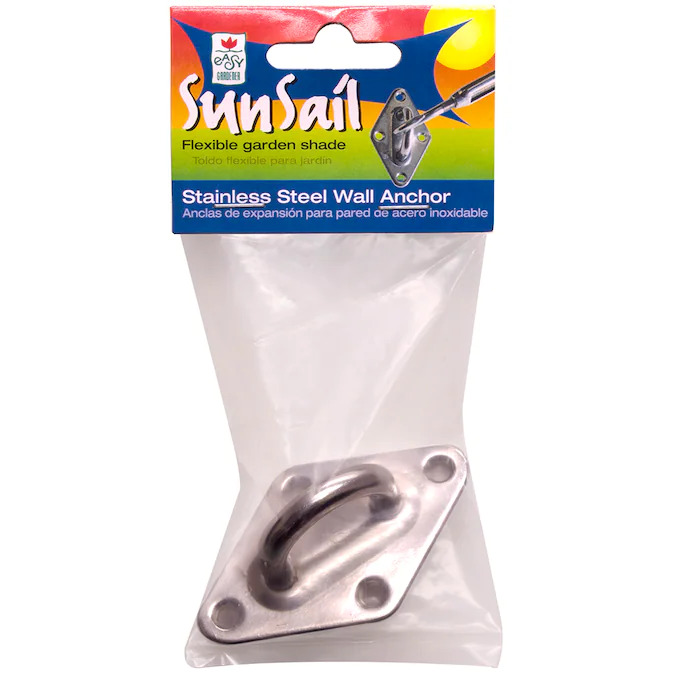 EASY
GARDENER
SunSail
Flexible garden shade
Toldo flexible para jardín
Stainless Steel Wall Anchor
Anclas de expansión para pared de acero inoxidable